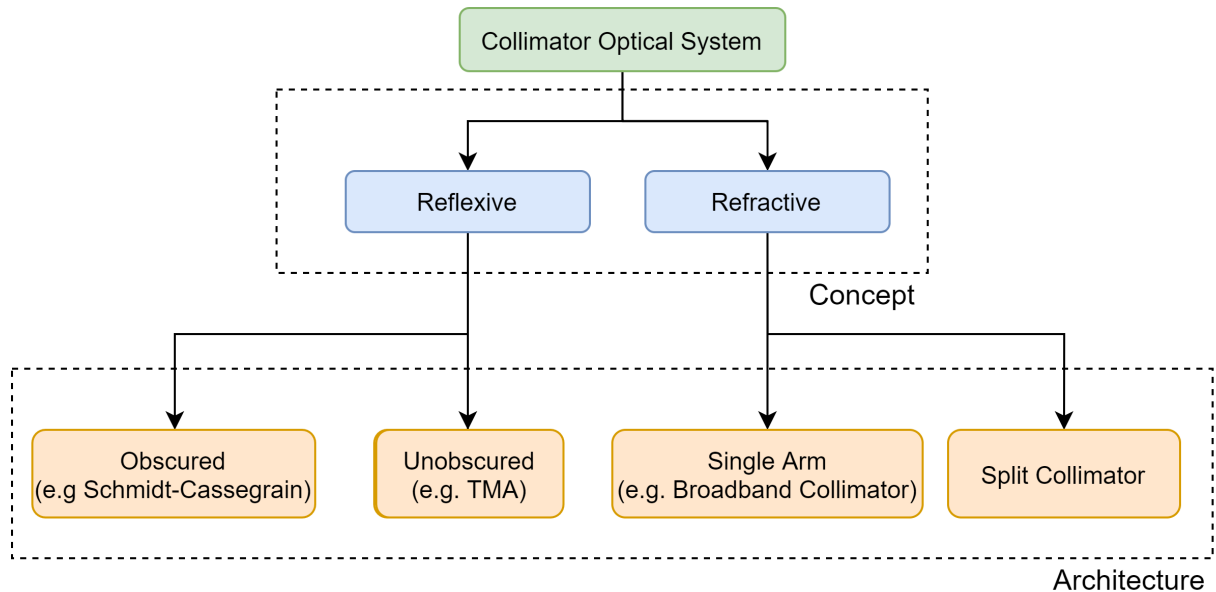 Collimator Optical System
Reflexive
Refractive
Concept
Obscured
(e.g Schmidt-Cassegrain)
Unobscured
(e.g. TMA)
Single Arm
(e.g. Broadband Collimator)
Split Collimator
Architecture